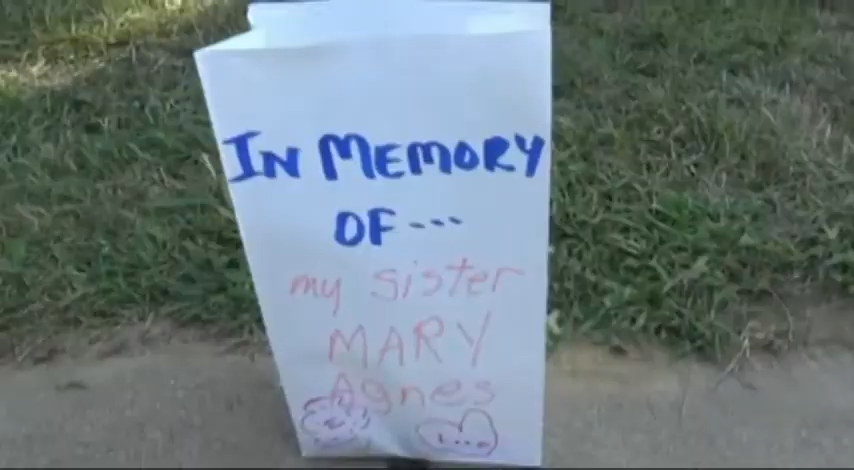 IN MEMORY
OF---
my sister
MARY
Agnes